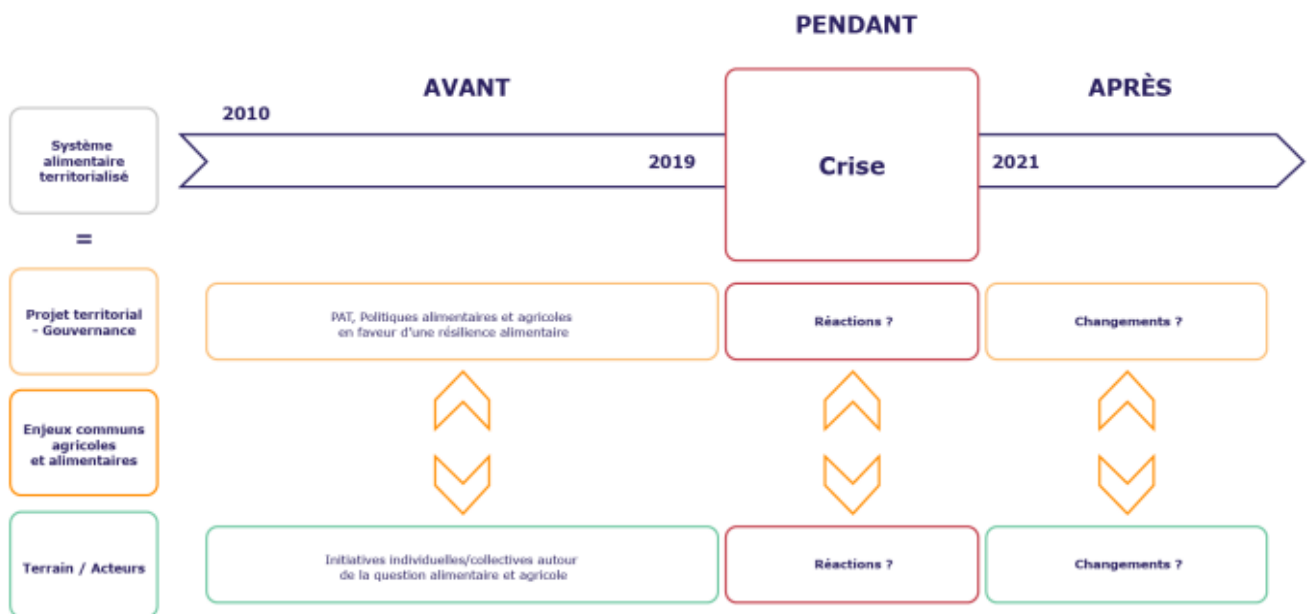 PENDANT
AVANT
APRÈS
2010
Système
alimentaire
territorialisé
2019
Crise
2021
=
Projet territorial
- Gouvernance
PAT, Politiques alimentaires et agricoles
en faveur d'une résilience alimentaire
Réactions ?
Changements ?
Enjeux communs
agricoles
et alimentaires
Terrain / Acteurs
Initiatives individuelles/collectives autour
de la question alimentaire et agricole
Réactions ?
Changements ?